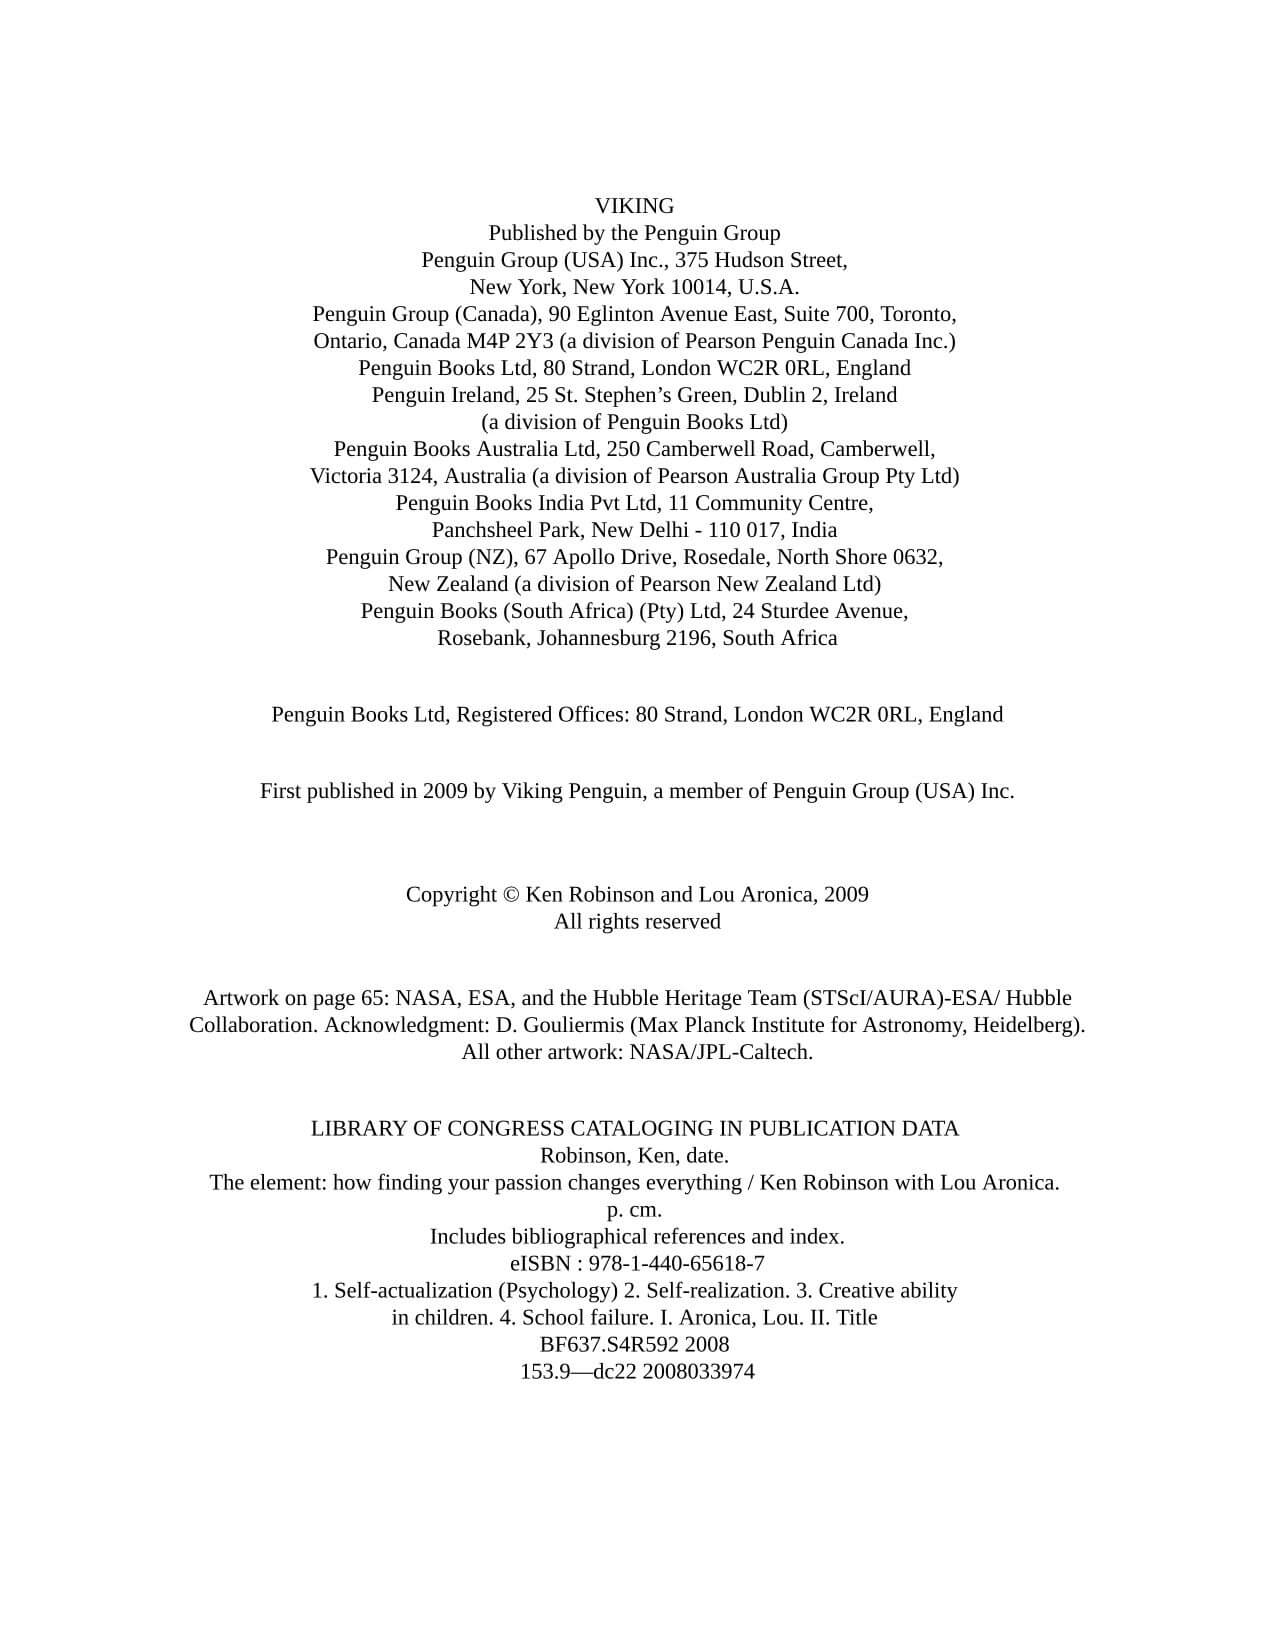 VIKING
Published by the Penguin Group
Penguin Group (USA) Inc., 375 Hudson Street,
New York, New York 10014, U.S.A.
Penguin Group (Canada), 90 Eglinton Avenue East, Suite 700, Toronto,
Ontario, Canada M4P 2Y3 (a division of Pearson Penguin Canada Inc.)
Penguin Books Ltd, 80 Strand, London WC2R 0RL, England
Penguin Ireland, 25 St. Stephen’s Green, Dublin 2, Ireland
(a division of Penguin Books Ltd)
Penguin Books Australia Ltd, 250 Camberwell Road, Camberwell,
Victoria 3124, Australia (a division of Pearson Australia Group Pty Ltd)
Penguin Books India Pvt Ltd, 11 Community Centre,
Panchsheel Park, New Delhi - 110 017, India
Penguin Group (NZ), 67 Apollo Drive, Rosedale, North Shore 0632,
New Zealand (a division of Pearson New Zealand Ltd)
Penguin Books (South Africa) (Pty) Ltd, 24 Sturdee Avenue,
Rosebank, Johannesburg 2196, South Africa
Penguin Books Ltd, Registered Offices: 80 Strand, London WC2R 0RL, England
First published in 2009 by Viking Penguin, a member of Penguin Group (USA) Inc.
Copyright © Ken Robinson and Lou Aronica, 2009
All rights reserved
Artwork on page 65: NASA, ESA, and the Hubble Heritage Team (STScI/AURA)-ESA/ Hubble
Collaboration. Acknowledgment: D. Gouliermis (Max Planck Institute for Astronomy, Heidelberg).
All other artwork: NASA/JPL-Caltech.
LIBRARY OF CONGRESS CATALOGING IN PUBLICATION DATA
Robinson, Ken, date.
The element: how finding your passion changes everything / Ken Robinson with Lou Aronica.
p. cm.
Includes bibliographical references and index.
eISBN : 978-1-440-65618-7
1. Self-actualization (Psychology) 2. Self-realization. 3. Creative ability
in children. 4. School failure. I. Aronica, Lou. II. Title
BF637.S4R592 2008
153.9—dc22 2008033974